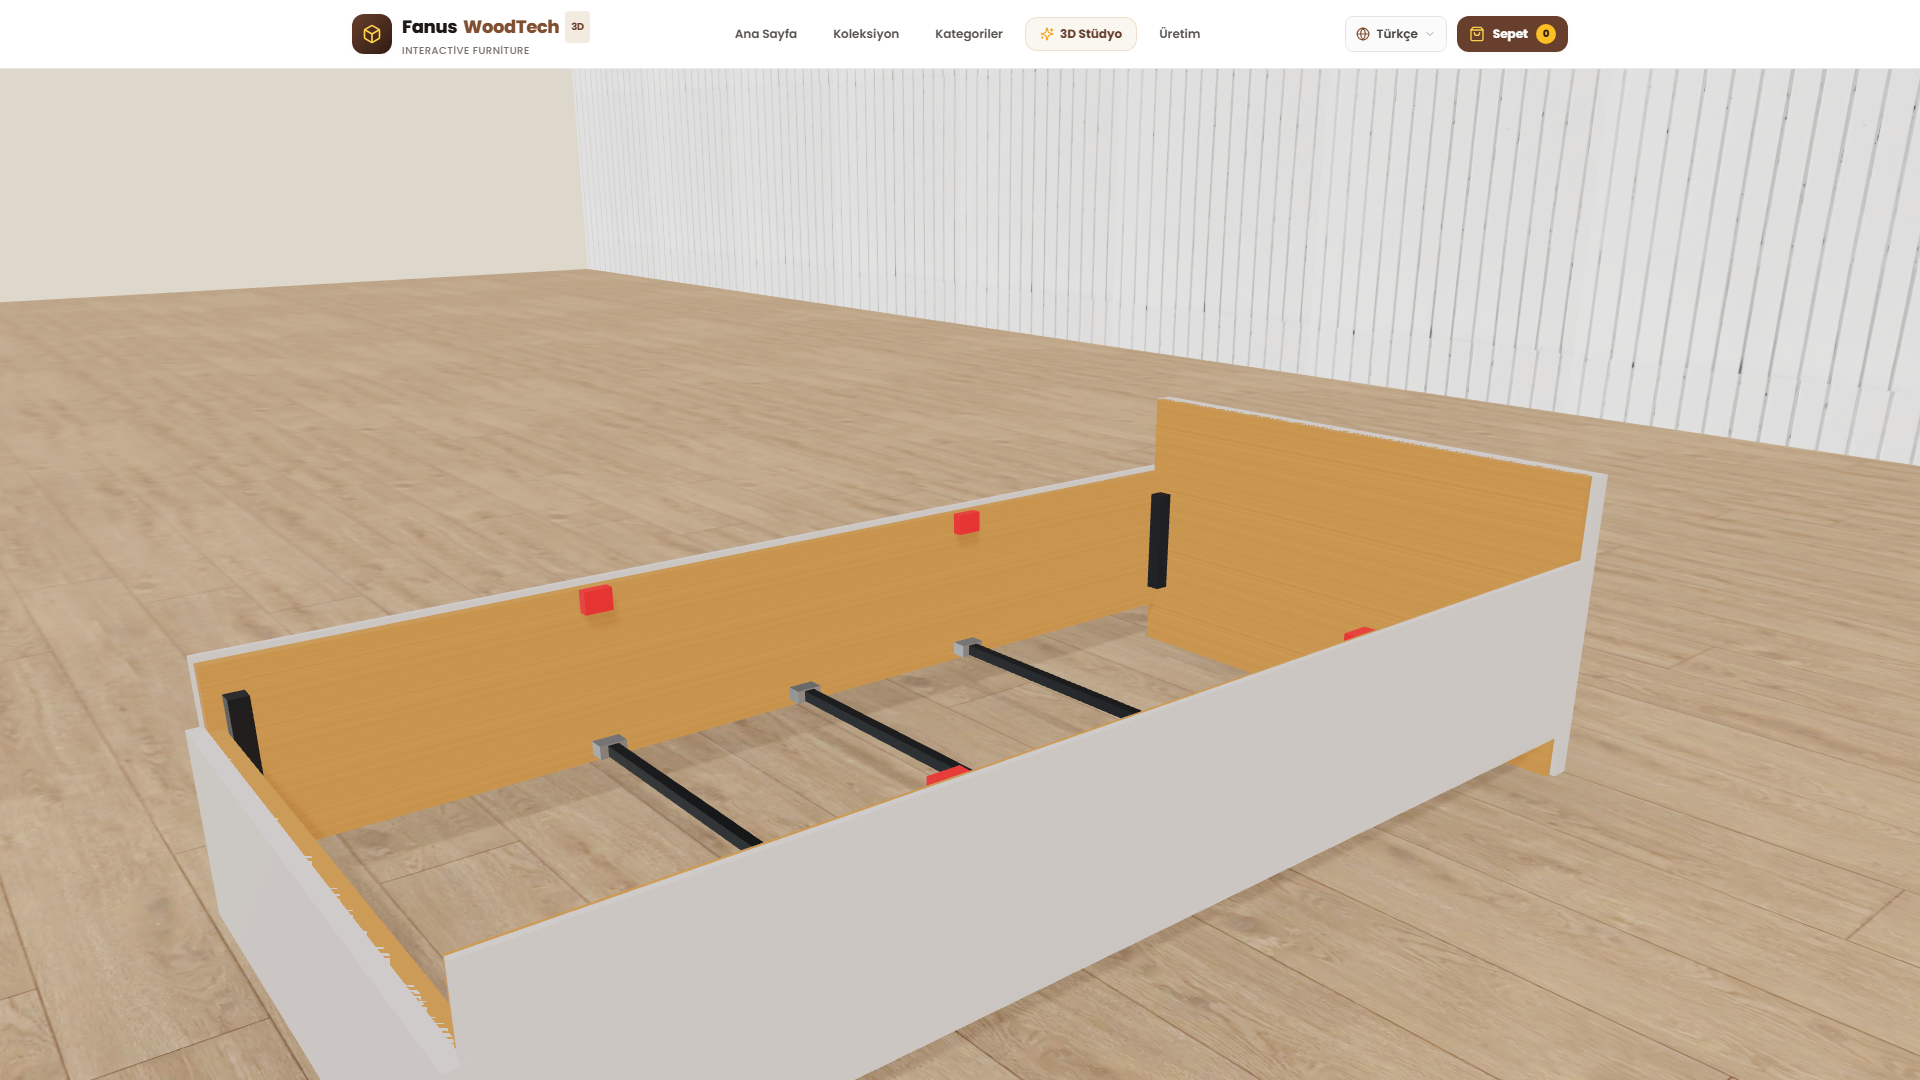 Fanus WoodTech 3D
INTERACTİVE FURNİTURE
Ana Sayfa
Koleksiyon
Kategoriler
3D Stüdyo
Üretim
Türkçe
Sepet 0